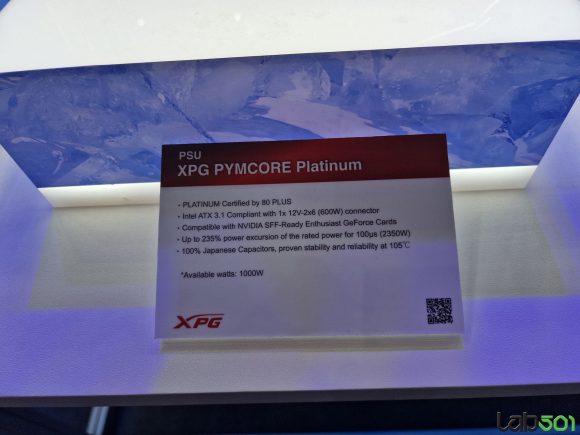 PSU
XPG PYMCORE Platinum
· PLATINUM Certified by 80 PLUS
· Intel ATX 3.1 Compliant with 1x 12V-2x6 (600W) connector
· Compatible with NVIDIA SFF-Ready Enthusiast GeForce Cards
· Up to 235% power excursion of the rated power for 100μs (2350W)
· 100% Japanese Capacitors, proven stability and reliability at 105℃
*Available watts: 1000W
XPG
Lab501